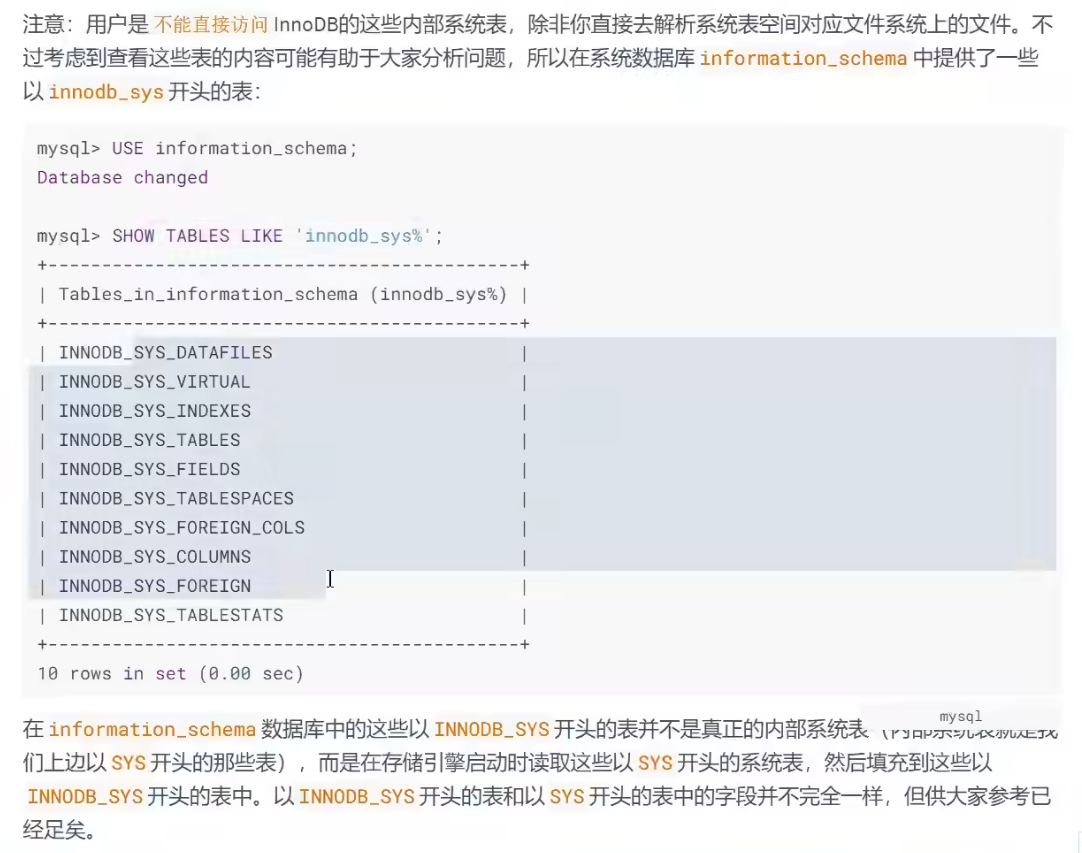 注意：用户是 不能直接访问 InnoDB的这些内部系统表，除非你直接去解析系统表空间对应文件系统上的文件。不
过考虑到查看这些表的内容可能有助于大家分析问题，所以在系统数据库 information_schema 中提供了一些
以 innodb_sys 开头的表：
mysql> USE information_schema;
Database changed
mysql> SHOW TABLES LIKE 'innodb_sys%';
+--------------------------------------------+
| Tables_in_information_schema (innodb_sys%) |
+--------------------------------------------+
| INNODB_SYS_DATAFILES                       |
| INNODB_SYS_VIRTUAL                         |
| INNODB_SYS_INDEXES                         |
| INNODB_SYS_TABLES                          |
| INNODB_SYS_FIELDS                          |
| INNODB_SYS_TABLESPACES                     |
| INNODB_SYS_FOREIGN_COLS                    |
| INNODB_SYS_COLUMNS                         |
| INNODB_SYS_FOREIGN                         |
| INNODB_SYS_TABLESTATS                      |
+--------------------------------------------+
10 rows in set (0.00 sec)
mysql
在 information_schema 数据库中的这些以 INNODB_SYS 开头的表并不是真正的内部系统表（内部系统表就是我
们上边以 SYS 开头的那些表），而是在存储引擎启动时读取这些以 SYS 开头的系统表，然后填充到这些以
INNODB_SYS 开头的表中。以 INNODB_SYS 开头的表和以 SYS 开头的表中的字段并不完全一样，但供大家参考已
经足矣。